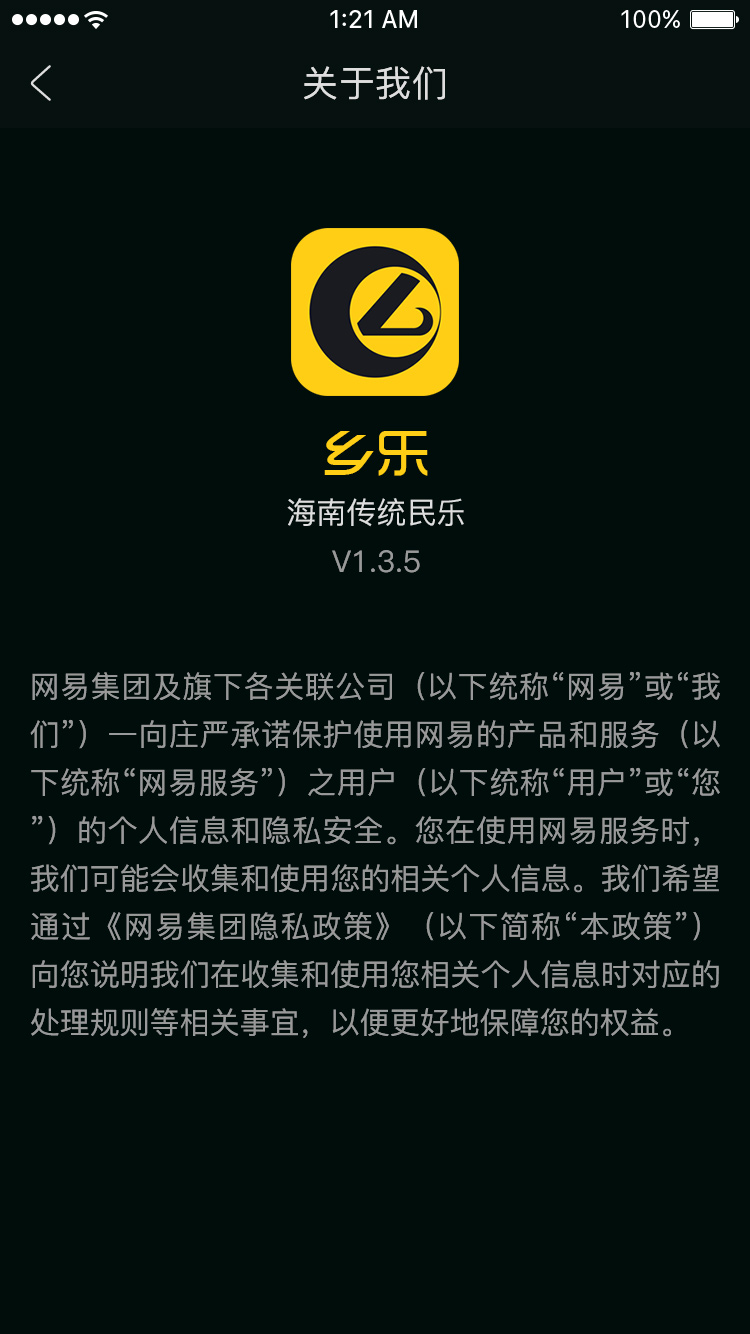 1:21 AM
100%
关于我们
乡乐
海南传统民乐
V1.3.5
网易集团及旗下各关联公司（以下统称“网易”或“我
们”）一向庄严承诺保护使用网易的产品和服务（以
下统称“网易服务”）之用户（以下统称“用户”或“您
”）的个人信息和隐私安全。您在使用网易服务时，
我们可能会收集和使用您的相关个人信息。我们希望
通过《网易集团隐私政策》（以下简称“本政策”）
向您说明我们在收集和使用您相关个人信息时对应的
处理规则等相关事宜，以便更好地保障您的权益。